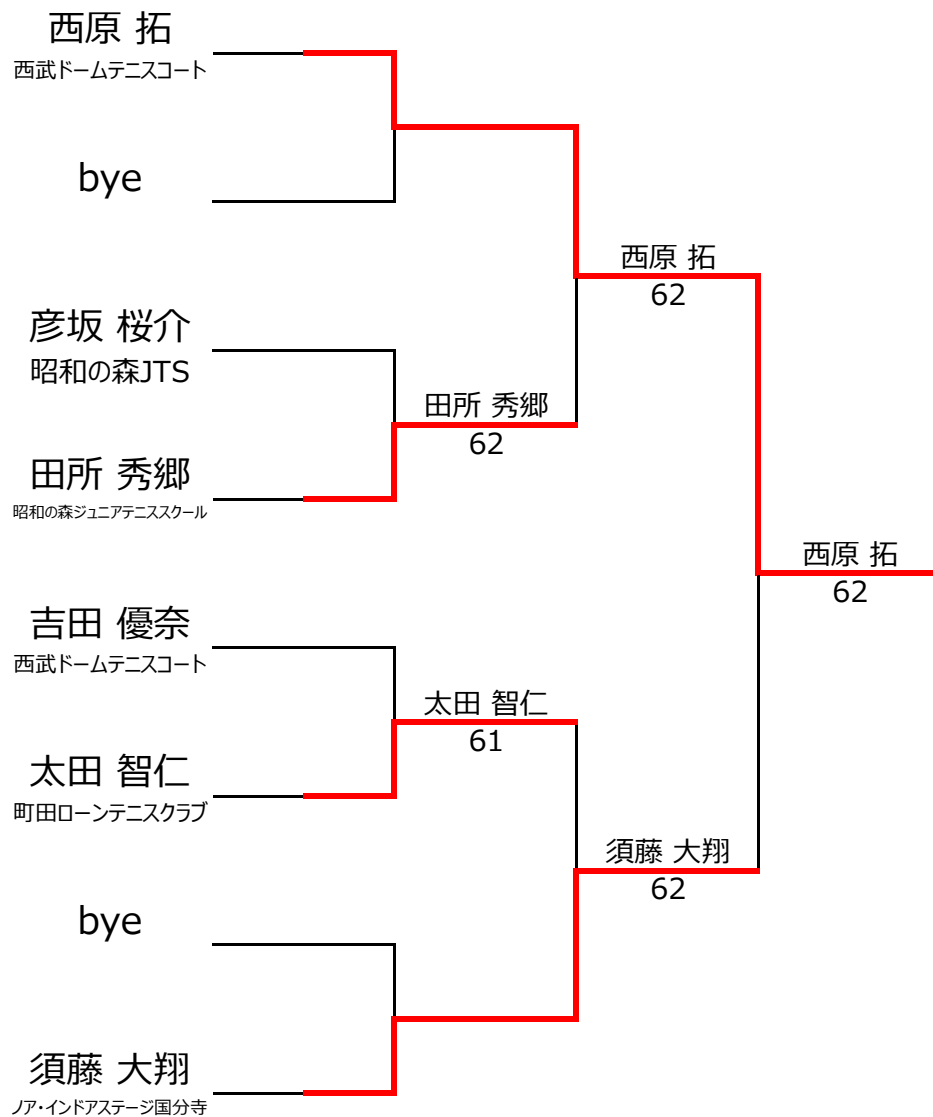 西原 拓
西武ドームテニスコート
bye
彦坂 桜介
昭和の森JTS
田所 秀郷
昭和の森ジュニアテニススクール
吉田 優奈
西武ドームテニスコート
太田 智仁
町田ローンテニスクラブ
bye
須藤 大翔
ノア・インドアステージ国分寺
田所 秀郷
62
太田 智仁
61
西原 拓
62
須藤 大翔
62
西原 拓
62